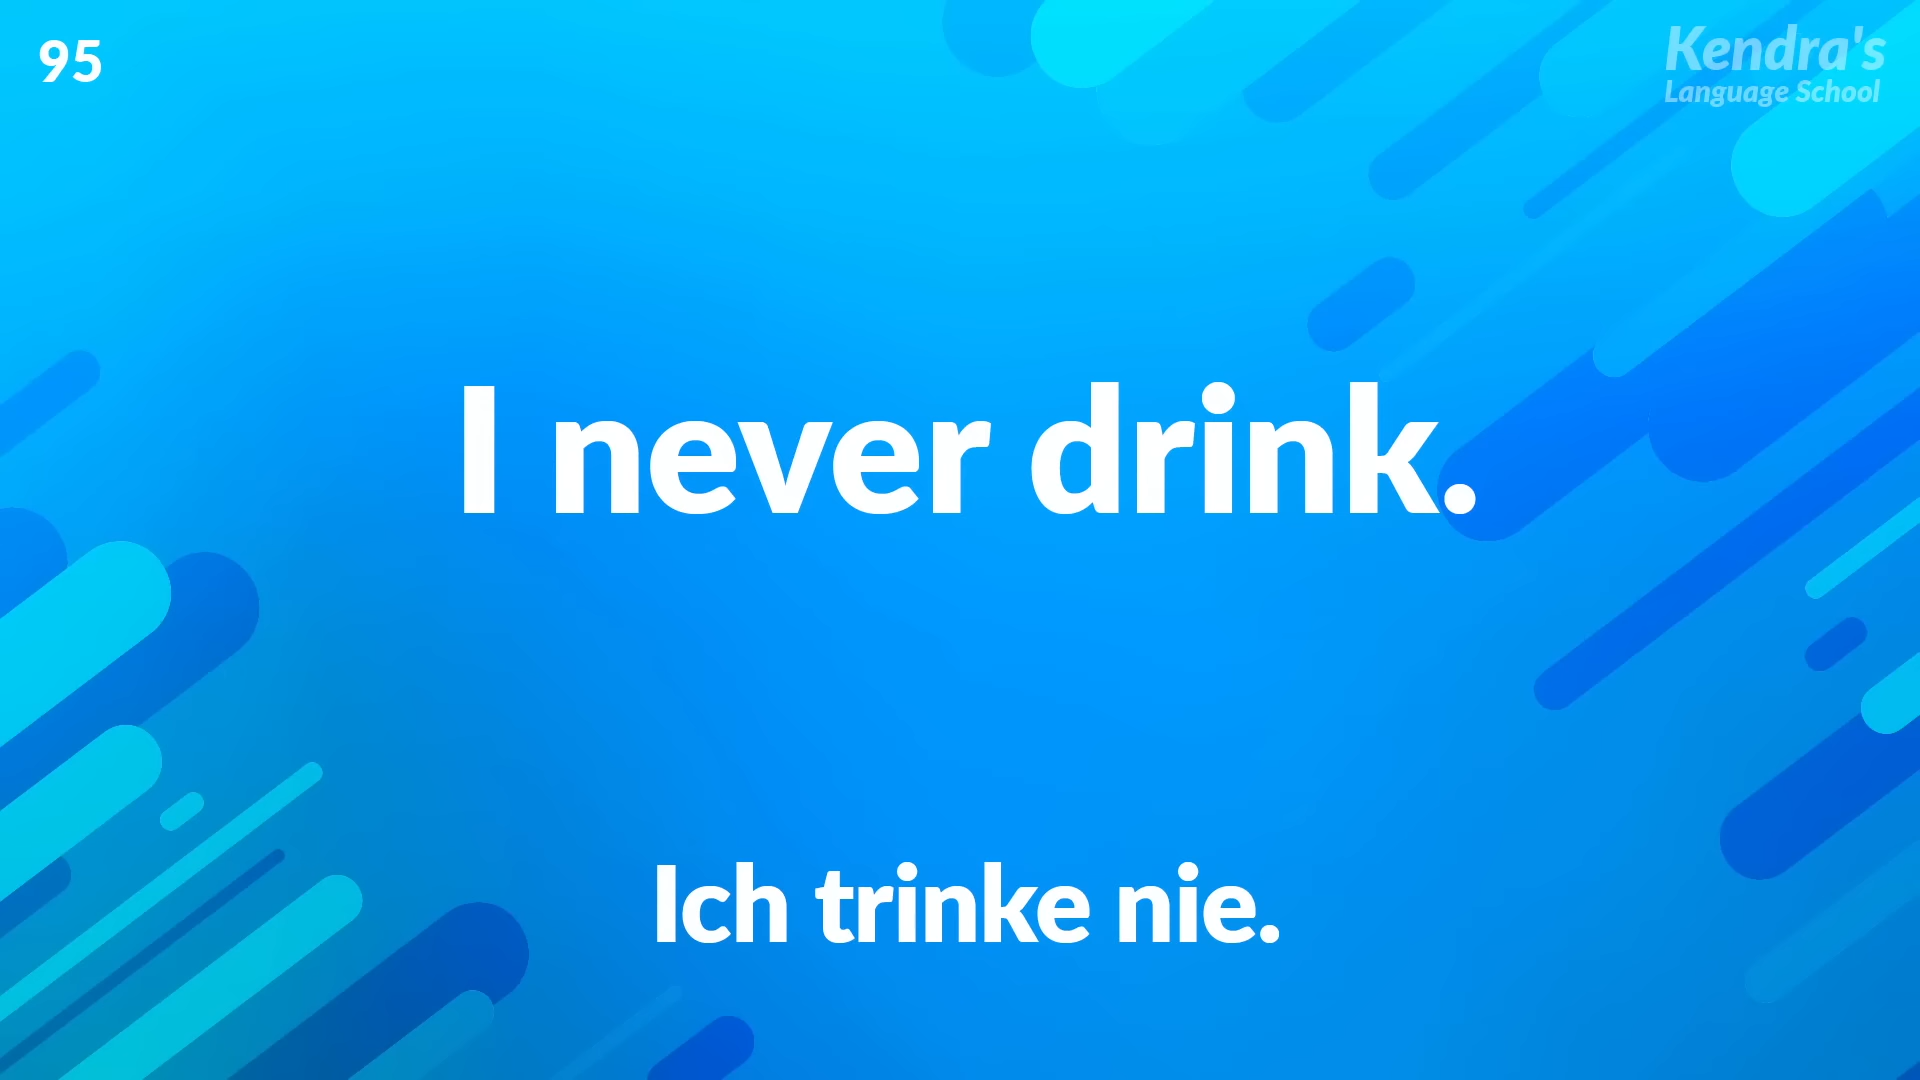 95
Kendra's
Language School
I never drink.
Ich trinke nie.